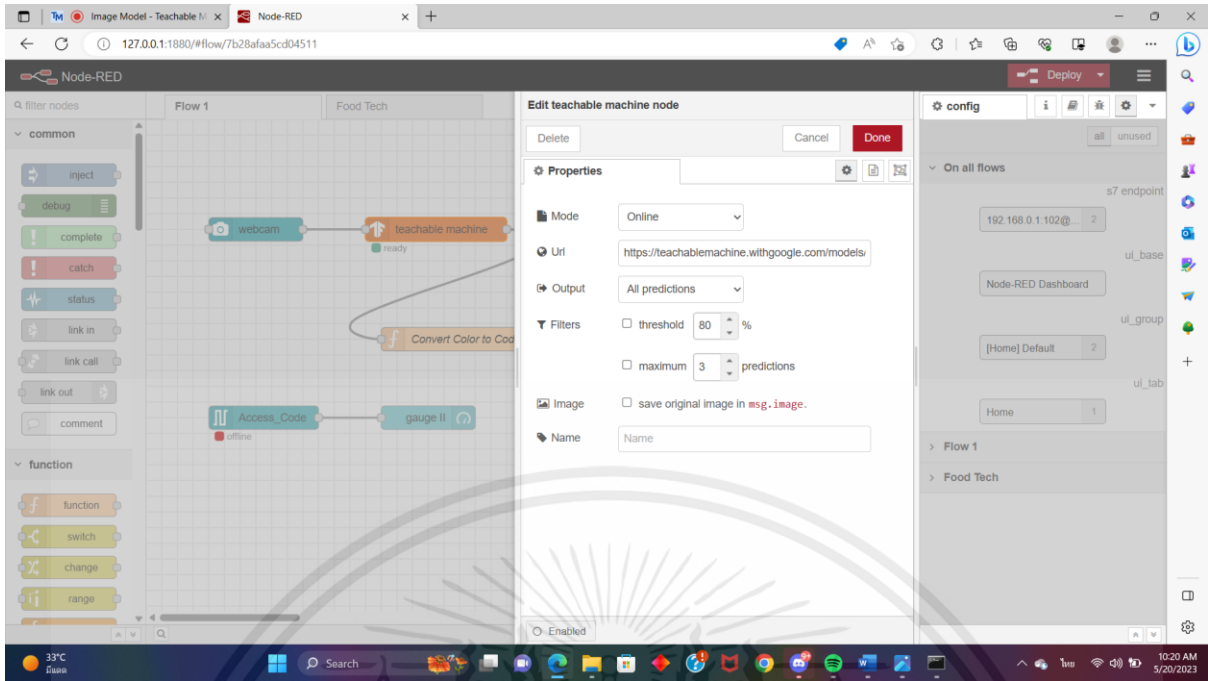 Image Model - Teachable M
Node-RED
127.0.0.1:1880/#flow/7b28afaa5cd04511
Node-RED
Deploy
filter nodes
Flow 1
Food Tech
Edit teachable machine node
config
common
Delete
Cancel
Done
all
unused
Properties
On all flows
inject
s7 endpoint
debug
Mode
Online
192.168.0.1:102@...
2
complete
webcam
teachable machine
ready
Url
https://teachablemachine.withgoogle.com/models/
ui_base
catch
Node-RED Dashboard
status
Output
All predictions
ui_group
link in
Filters
threshold
80
%
[Home] Default
2
link call
Convert Color to Cod
maximum
3
predictions
ui_tab
link out
Image
save original image in msg.image.
Home
1
comment
Access_Code
offline
gauge II
Name
Name
Flow 1
function
Food Tech
function
switch
change
range
Enabled
33°C
มีแดด
Search
ไทย
10:20 AM
5/20/2023